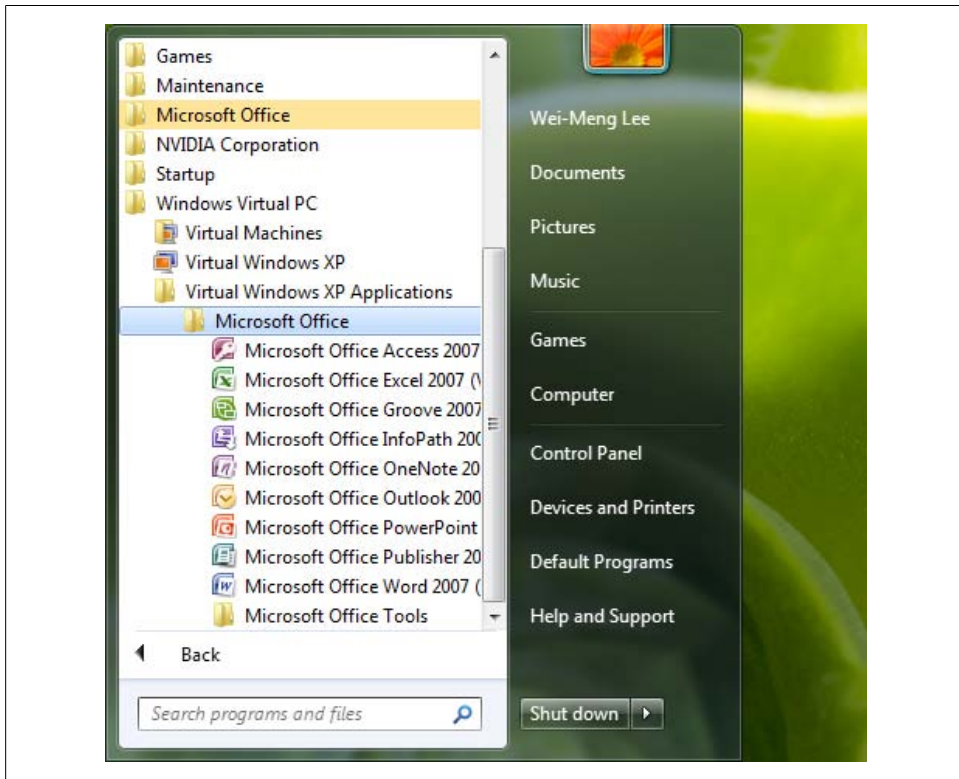 Games
Maintenance
Microsoft Office
NVIDIA Corporation
Startup
Windows Virtual PC
Virtual Machines
Virtual Windows XP
Virtual Windows XP Applications
Microsoft Office
Microsoft Office Access 2007
Microsoft Office Excel 2007 (
Microsoft Office Groove 2007
Microsoft Office InfoPath 200
Microsoft Office OneNote 20
Microsoft Office Outlook 200
Microsoft Office PowerPoint
Microsoft Office Publisher 20
Microsoft Office Word 2007 (
Microsoft Office Tools
Back
Search programs and files
Wei-Meng Lee
Documents
Pictures
Music
Games
Computer
Control Panel
Devices and Printers
Default Programs
Help and Support
Shut down